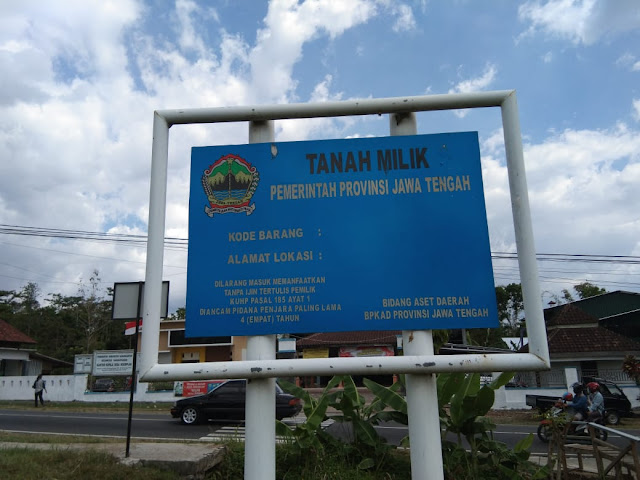 TANAH MILIK :
PEMERINTAH PROVINSI JAWA TENGAH
KODE BARANG :
ALAMAT LOKASI :
DILARANG MASUK MEMANFAATKAN
TANPA IJIN TERTULIS PEMILIK
KUHP PASAL 185 AYAT 1
DIANCAM PIDANA PENJARA PALING LAMA
4 (EMPAT) TAHUN
BIDANG ASET DAERAH
BPKAD PROVINSI JAWA TENGAH